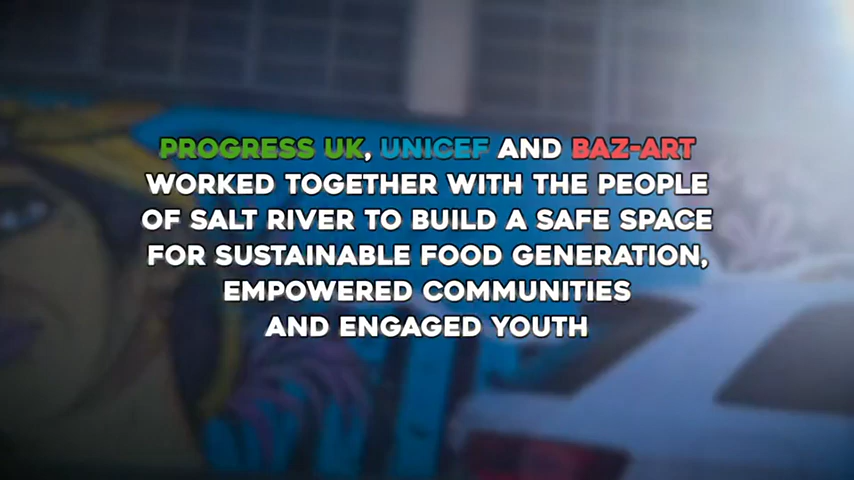 PROGRESS UK, UNICEF AND BAZ-ART
WORKED TOGETHER WITH THE PEOPLE
OF SALT RIVER TO BUILD A SAFE SPACE
FOR SUSTAINABLE FOOD GENERATION,
EMPOWERED COMMUNITIES
AND ENGAGED YOUTH